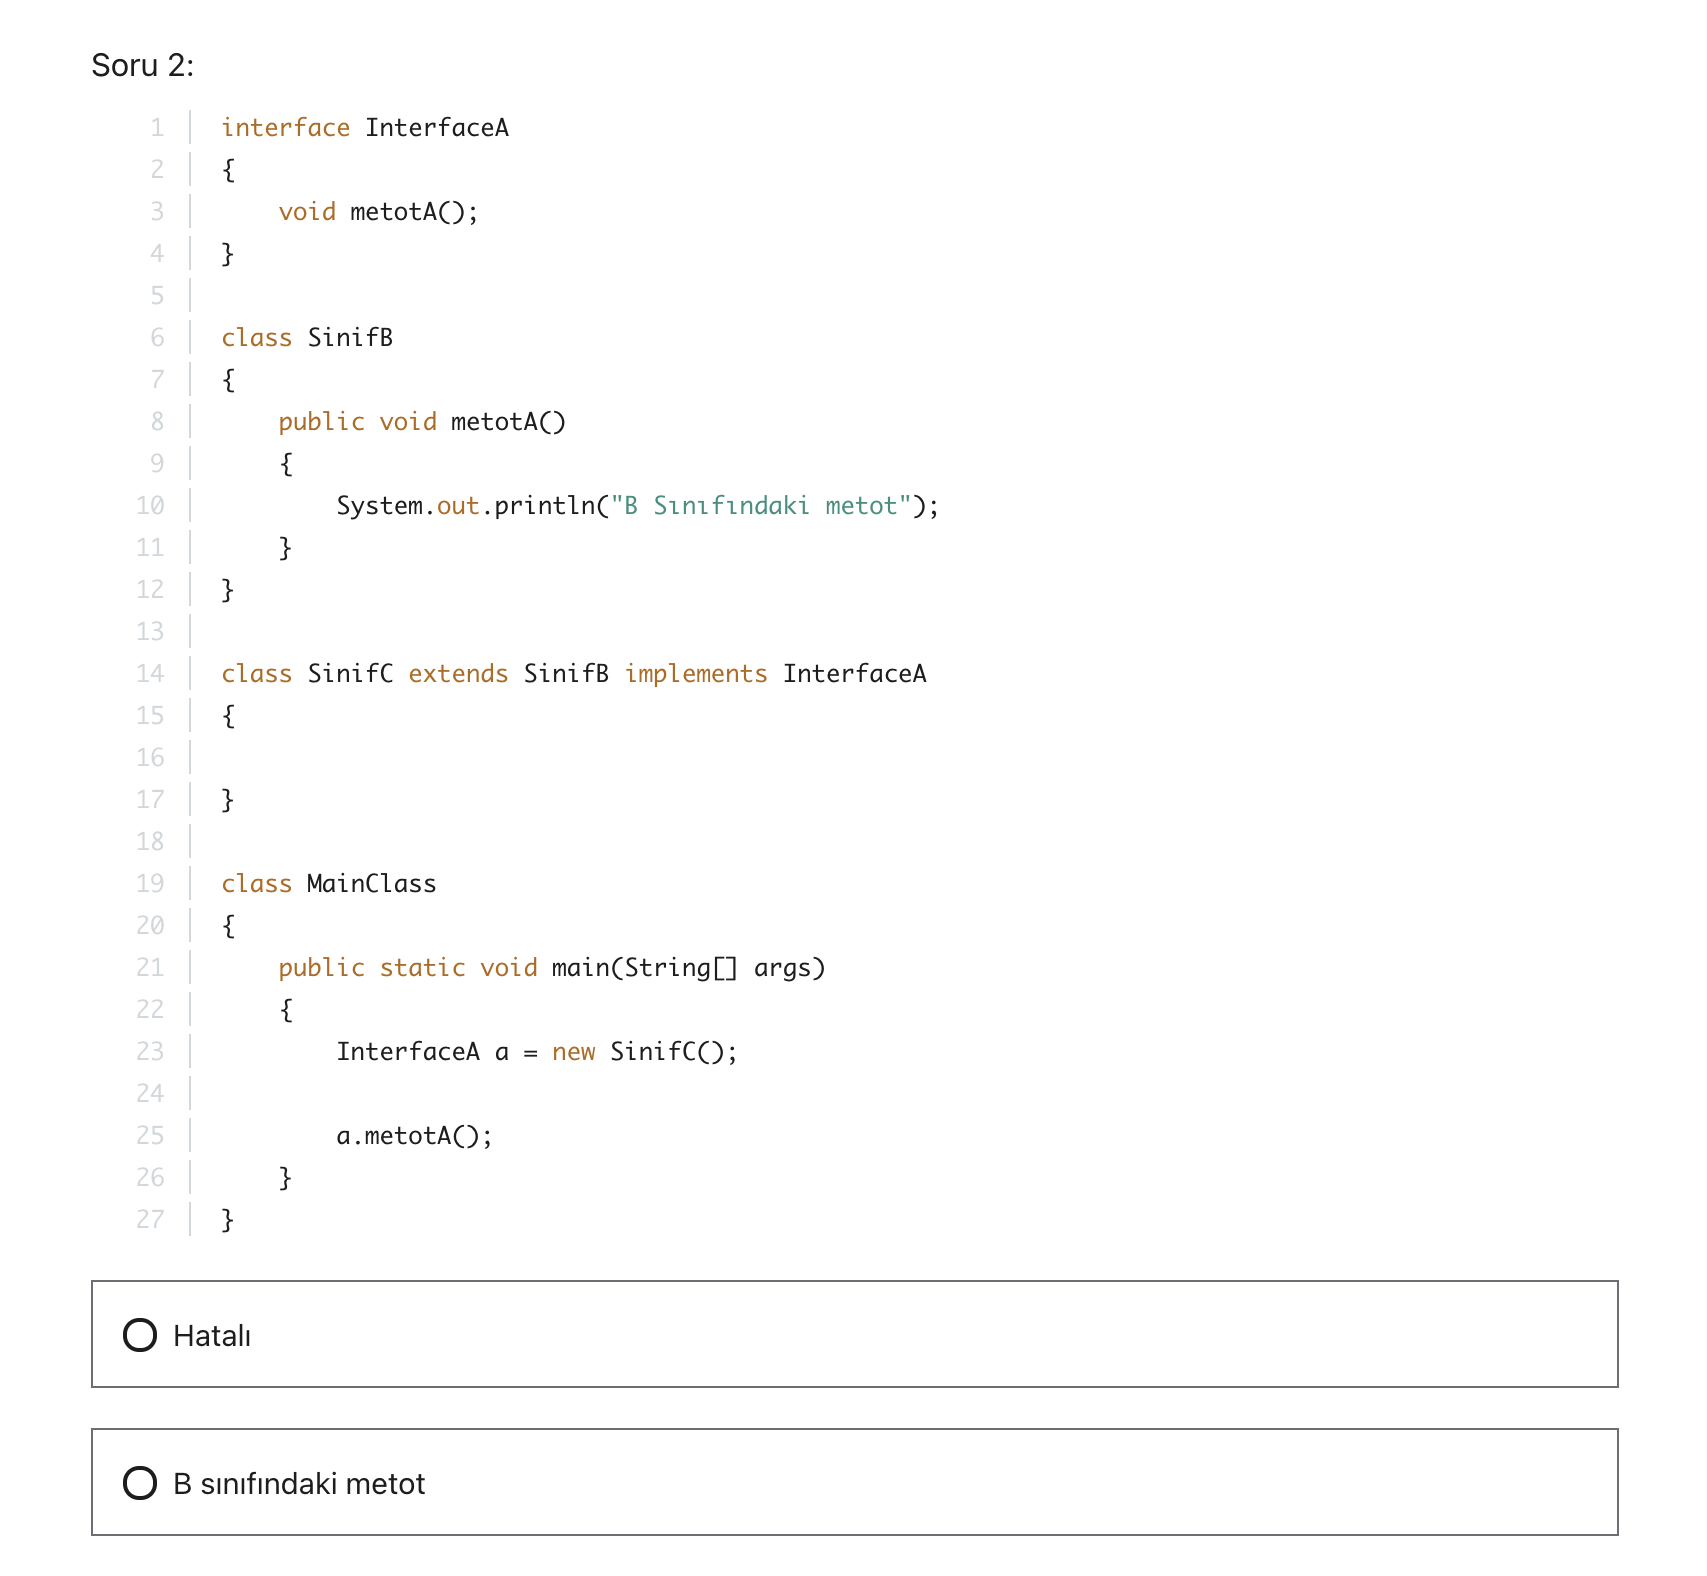 Soru 2:
1 interface InterfaceA
2 {
3     void metotA();
4 }
5
6 class SinifB
7 {
8     public void metotA()
9     {
10         System.out.println("B Sınıfındaki metot");
11     }
12 }
13
14 class SinifC extends SinifB implements InterfaceA
15 {
16
17 }
18
19 class MainClass
20 {
21     public static void main(String[] args)
22     {
23         InterfaceA a = new SinifC();
24
25         a.metotA();
26     }
27 }
Hatalı
B sınıfındaki metot